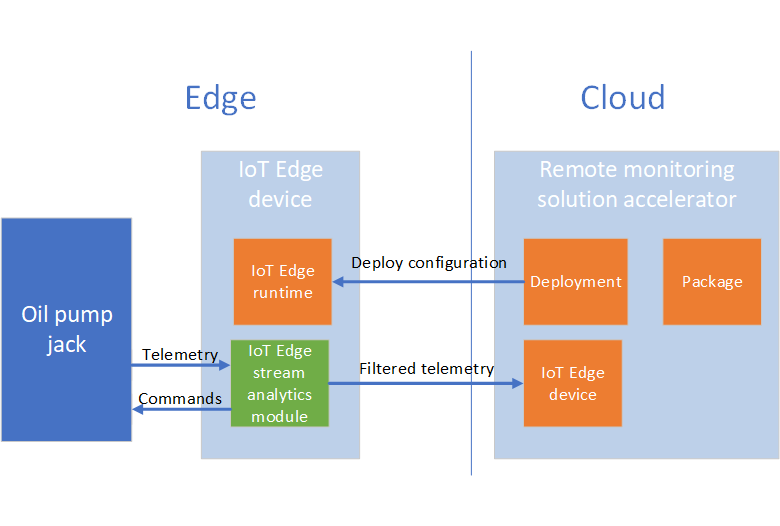 Edge
Cloud
IoT Edge
device
Remote monitoring
solution accelerator
IoT Edge
runtime
Deploy configuration
Deployment
Package
Oil pump
jack
Telemetry
Commands
IoT Edge
stream
analytics
module
Filtered telemetry
IoT Edge
device